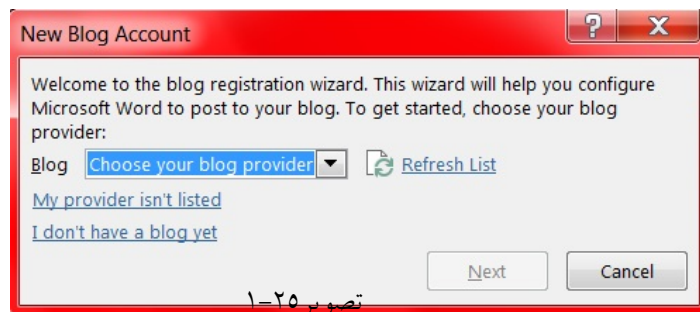 New Blog Account
? X
Welcome to the blog registration wizard. This wizard will help you configure
Microsoft Word to post to your blog. To get started, choose your blog
provider:
Blog Choose your blog provider Refresh List
My provider isn't listed
I don't have a blog yet
Next Cancel
تصویر ۲۵-۱